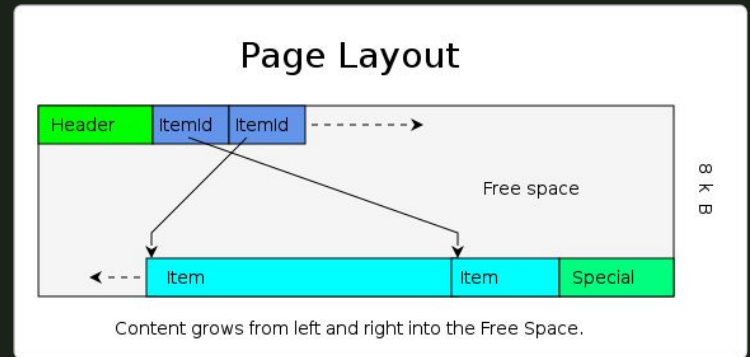 Page Layout
Header ItemId ItemId
Free space
8 kB
Item Item Special
Content grows from left and right into the Free Space.